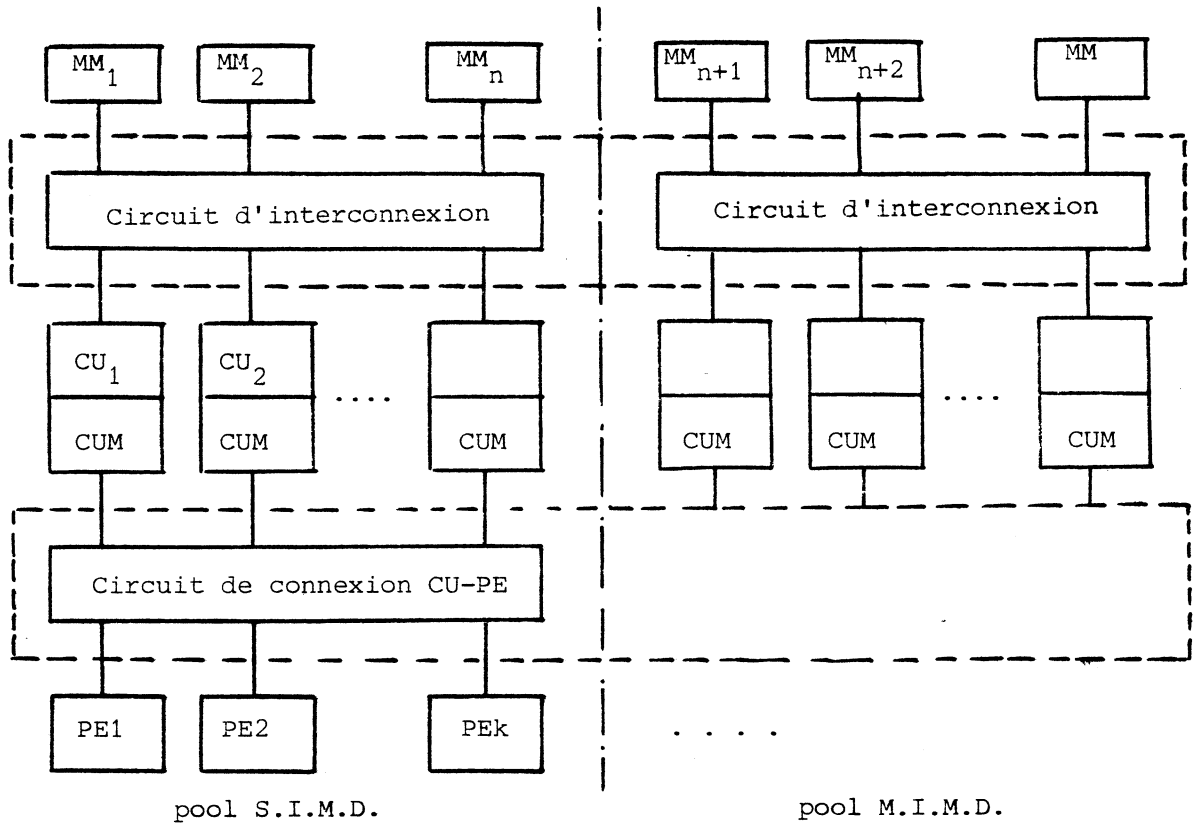 MM1 MM2 MMn MMn+1 MMn+2 MM
Circuit d'interconnexion Circuit d'interconnexion
CU1 CU2
.... ....
CUM CUM CUM CUM CUM CUM
Circuit de connexion CU-PE
PE1 PE2 PEk ....
pool S.I.M.D. pool M.I.M.D.